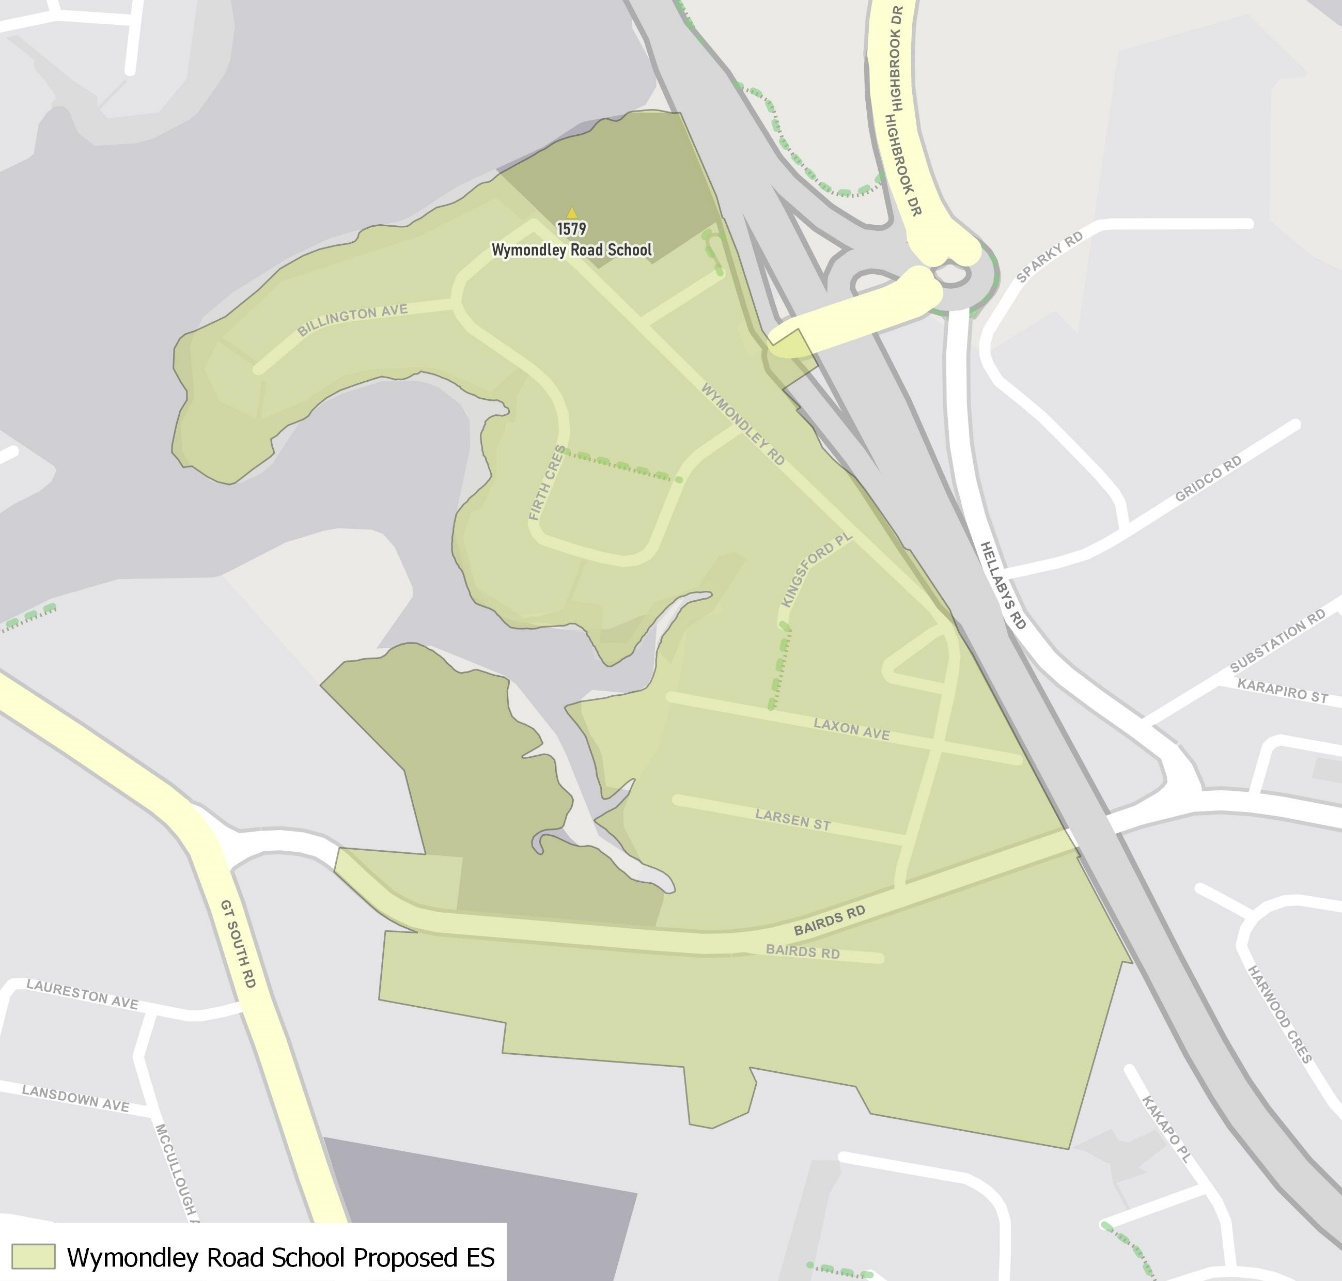 HIGHBROOK DR
HIGHBROOK DR
1579
Wymondley Road School
SPARKY RD
BILLINGTON AVE
WYMONDLEY RD
FIRTH CRES
GRIDCO RD
KINGSFORD PL
HELLABYS RD
SUBSTATION RD
KARAPIRO ST
LAXON AVE
LARSEN ST
BAIRDS RD
BAIRDS RD
GT SOUTH RD
LAURESTON AVE
HARWOOD CRES
LANSDOWN AVE
KAKAPO PL
MCCULLOUGH A
Wymondley Road School Proposed ES